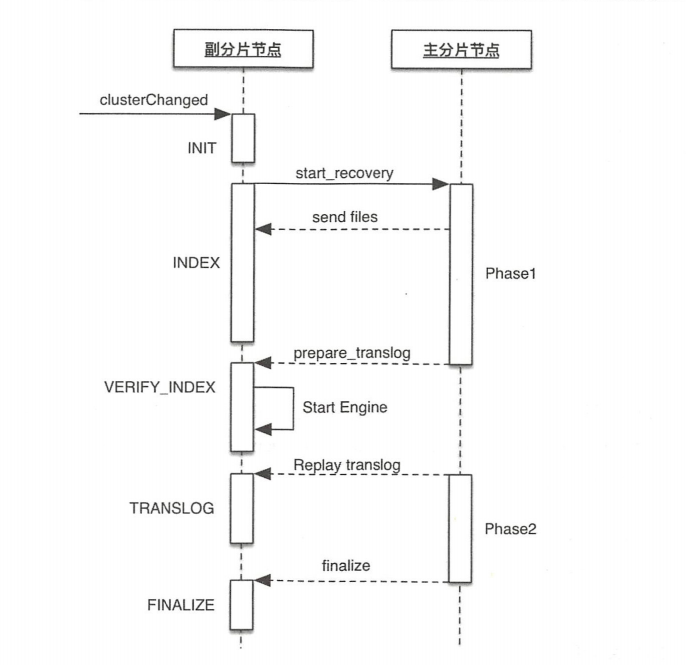 副分片节点
主分片节点
clusterChanged
INIT
start_recovery
send files
INDEX
Phase1
prepare_translog
VERIFY_INDEX
Start Engine
Replay translog
TRANSLOG
Phase2
finalize
FINALIZE